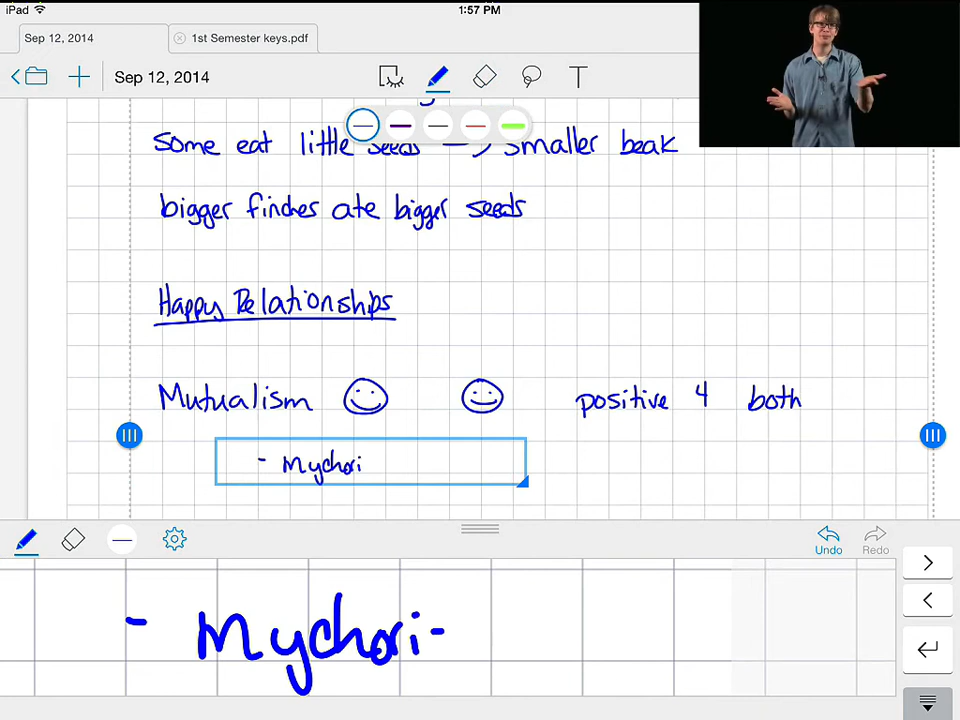 iPad 1:57 PM
Sep 12, 2014 1st Semester keys.pdf
Sep 12, 2014 T
some eat little seeds → smaller beak
bigger finches ate bigger seeds
Happy Relationships
Mutualism positive 4 both
- Mychori
Undo Redo
- Mychori-